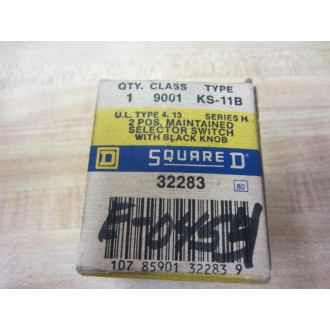 QTY. CLASS TYPE
1 9001 KS-11B
U.L. TYPE 4, 13 SERIES H
2 POS. MAINTAINED
SELECTOR SWITCH
WITH BLACK KNOB
D SQUARE D
32283 80
107 85901 32283 9